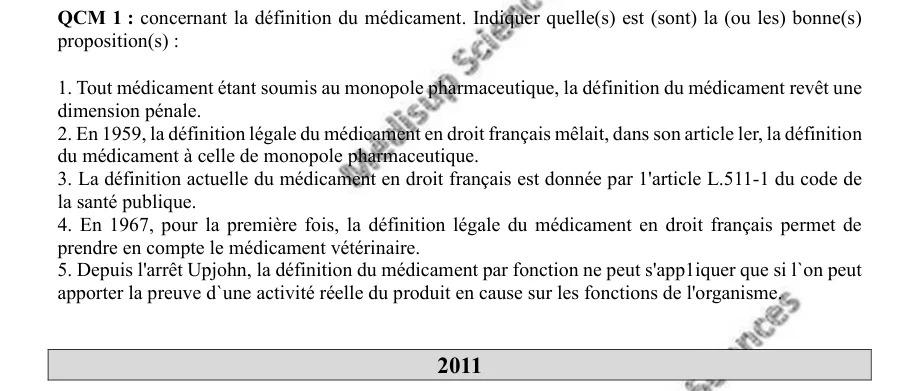 QCM 1 : concernant la définition du médicament. Indiquer quelle(s) est (sont) la (ou les) bonne(s)
proposition(s) :
1. Tout médicament étant soumis au monopole pharmaceutique, la définition du médicament revêt une
dimension pénale.
2. En 1959, la définition légale du médicament en droit français mêlait, dans son article ler, la définition
du médicament à celle de monopole pharmaceutique.
3. La définition actuelle du médicament en droit français est donnée par 1'article L.511-1 du code de
la santé publique.
4. En 1967, pour la première fois, la définition légale du médicament en droit français permet de
prendre en compte le médicament vétérinaire.
5. Depuis l'arrêt Upjohn, la définition du médicament par fonction ne peut s'app1iquer que si l`on peut
apporter la preuve d`une activité réelle du produit en cause sur les fonctions de l'organisme.
Medisup Scienc
nces
2011